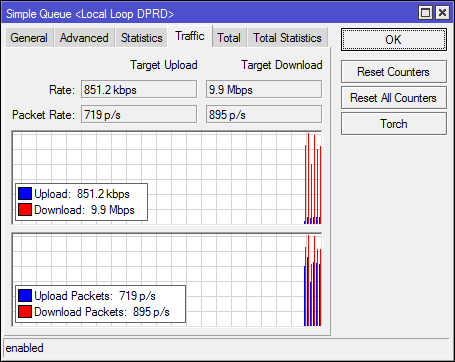 Simple Queue <Local Loop DPRD>
General Advanced Statistics Traffic Total Total Statistics
OK
Target Upload Target Download
Reset Counters
Rate: 851.2 kbps 9.9 Mbps
Reset All Counters
Packet Rate: 719 p/s 895 p/s
Torch
Upload: 851.2 kbps
Download: 9.9 Mbps
Upload Packets: 719 p/s
Download Packets: 895 p/s
enabled